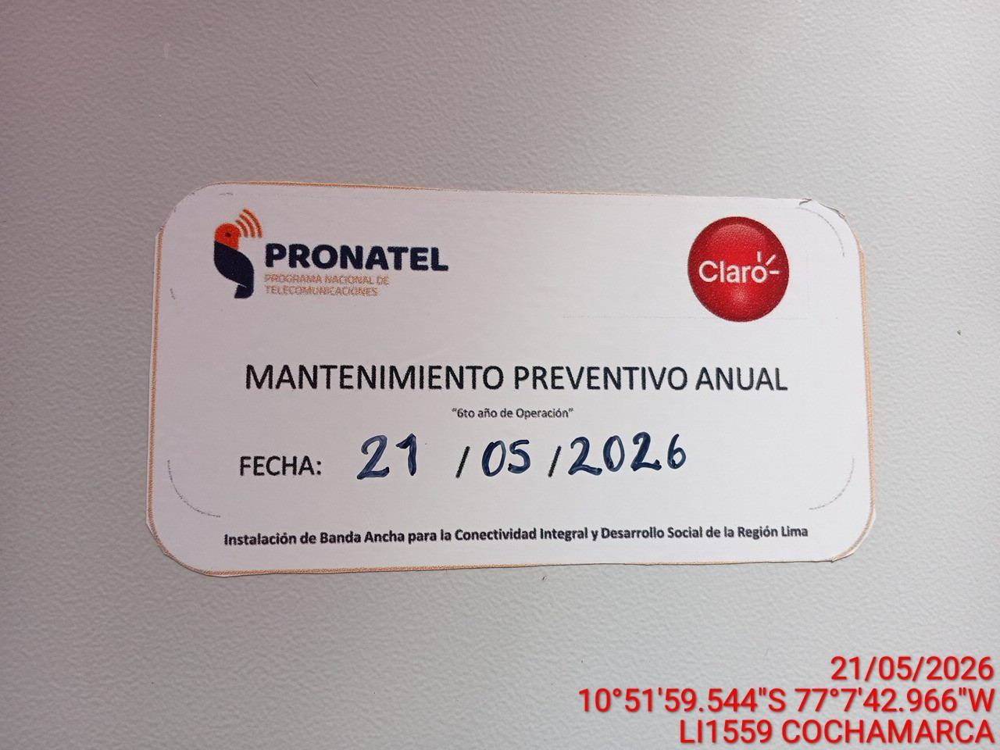 PRONATEL
PROGRAMA NACIONAL DE
TELECOMUNICACIONES
Claro
MANTENIMIENTO PREVENTIVO ANUAL
"6to año de Operación"
FECHA: 21 / 05 / 2026
Instalación de Banda Ancha para la Conectividad Integral y Desarrollo Social de la Región Lima
21/05/2026
10°51'59.544"S 77°7'42.966"W
LI1559 COCHAMARCA